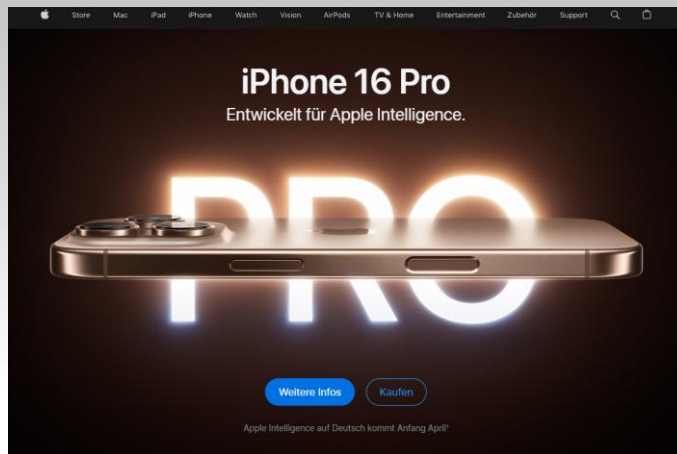 Store Mac iPad iPhone Watch Vision AirPods TV & Home Entertainment Zubehör Support
iPhone 16 Pro
Entwickelt für Apple Intelligence.
PRO
Weitere Infos Kaufen
Apple Intelligence auf Deutsch kommt Anfang April¹